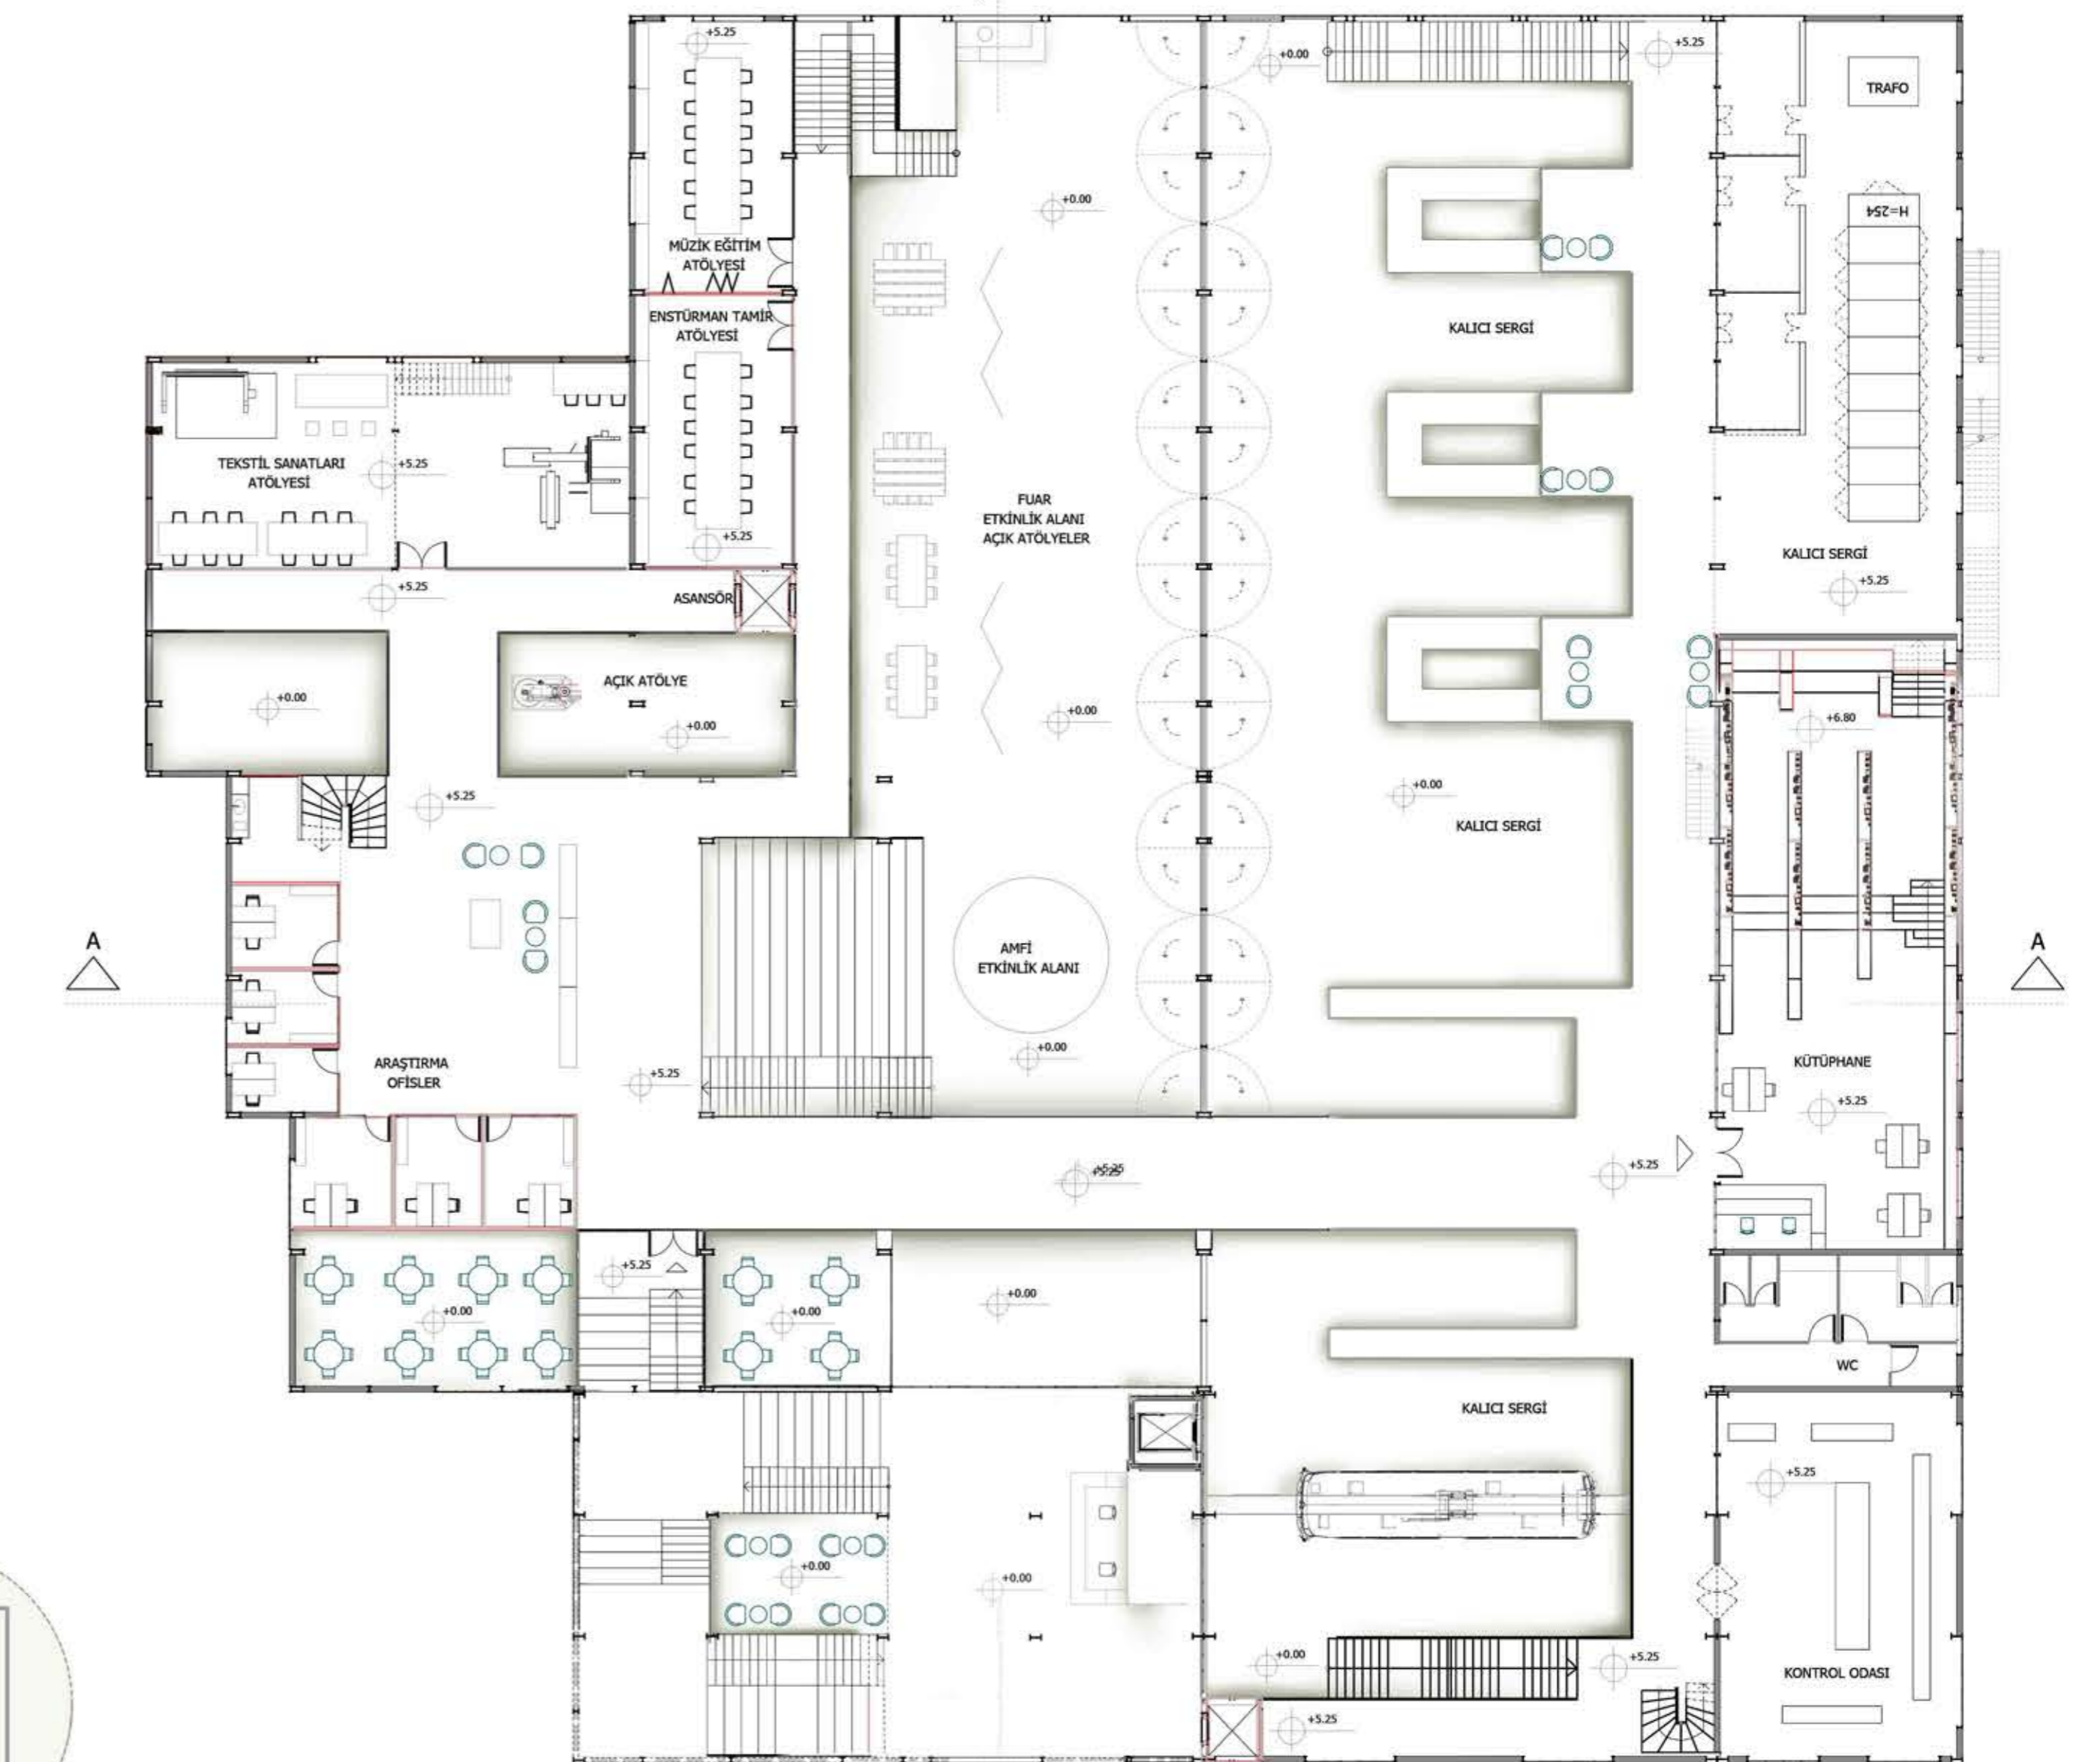 +5.25
+0.00
+5.25
TRAFO
+0.00
H=254
MÜZİK EĞİTİM
ATÖLYESİ
ENSTÜRMAN TAMİR
ATÖLYESİ
KALICI SERGİ
TEKSTİL SANATLARI
ATÖLYESİ
+5.25
FUAR
ETKİNLİK ALANI
AÇIK ATÖLYELER
+5.25
KALICI SERGİ
+5.25
+5.25
ASANSÖR
AÇIK ATÖLYE
+0.00
+0.00
+0.00
+6.80
+5.25
+0.00
KALICI SERGİ
A
AMFİ
ETKİNLİK ALANI
A
ARAŞTIRMA
OFİSLER
+5.25
+0.00
KÜTÜPHANE
+5.25
+5.25
+5.25
+5.25
+0.00
+0.00
+0.00
WC
KALICI SERGİ
+5.25
+0.00
+0.00
+0.00
+5.25
KONTROL ODASI
+5.25